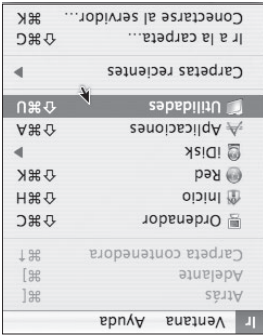 Ir Ventana Ayuda
Atrás ⌘[
Adelante ⌘]
Carpeta contenedora ⌘↑
Ordenador ⇧⌘C
Inicio ⇧⌘H
Red ⇧⌘K
iDisk
Aplicaciones ⇧⌘A
Utilidades ⇧⌘U
Carpetas recientes
Ir a la carpeta... ⇧⌘G
Conectarse al servidor... ⌘K